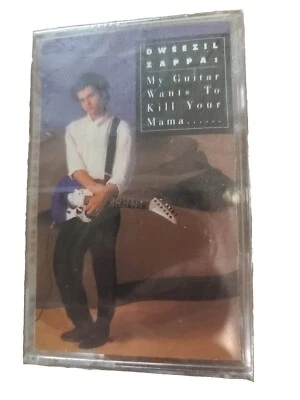 DWEEZIL
ZAPPA:
My Guitar
Wants To
Kill Your
Mama......